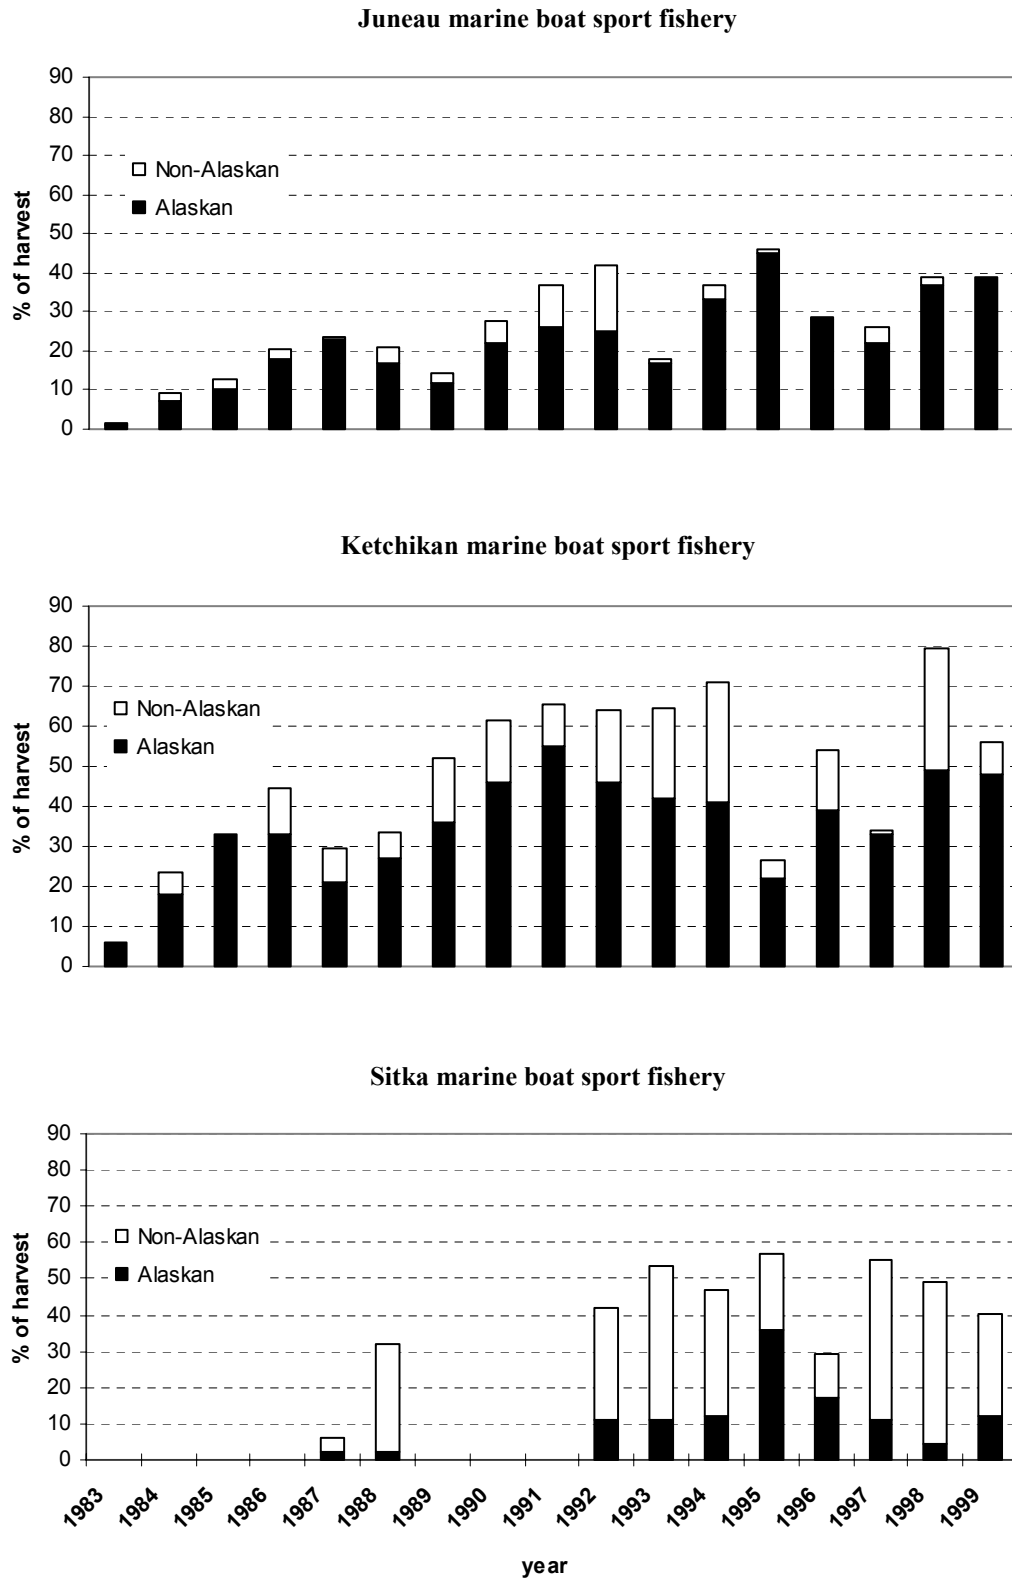 Juneau marine boat sport fishery
90
80
70
60
50
40
30
20
10
0
% of harvest
Non-Alaskan
Alaskan
Ketchikan marine boat sport fishery
90
80
70
60
50
40
30
20
10
0
% of harvest
Non-Alaskan
Alaskan
Sitka marine boat sport fishery
90
80
70
60
50
40
30
20
10
0
% of harvest
Non-Alaskan
Alaskan
1983 1984 1985 1986 1987 1988 1989 1990 1991 1992 1993 1994 1995 1996 1997 1998 1999
year